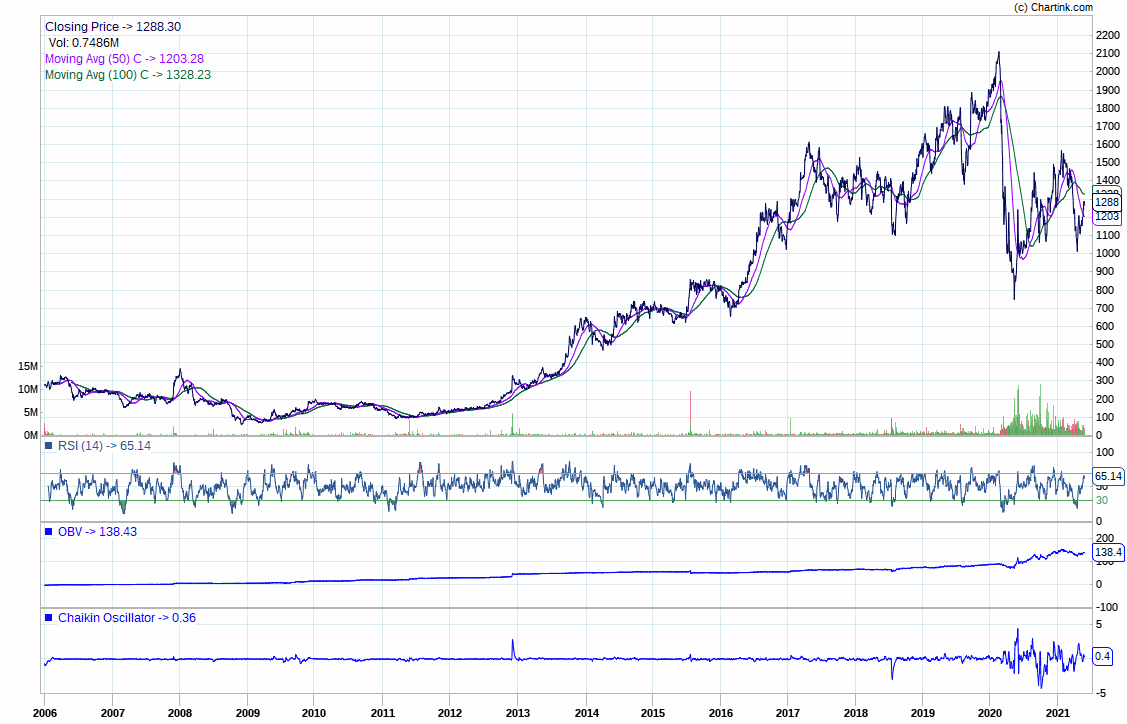 (c) Chartink.com
Closing Price -> 1288.30
Vol: 0.7486M
Moving Avg (50) C -> 1203.28
Moving Avg (100) C -> 1328.23
2200
2100
2000
1900
1800
1700
1600
1500
1400
1288
1203
1100
1000
900
800
700
600
500
400
300
200
100
0
15M
10M
5M
0M
RSI (14) -> 65.14
100
65.14
30
0
OBV -> 138.43
200
138.4
0
-100
Chaikin Oscillator -> 0.36
5
0.4
-5
2006 2007 2008 2009 2010 2011 2012 2013 2014 2015 2016 2017 2018 2019 2020 2021